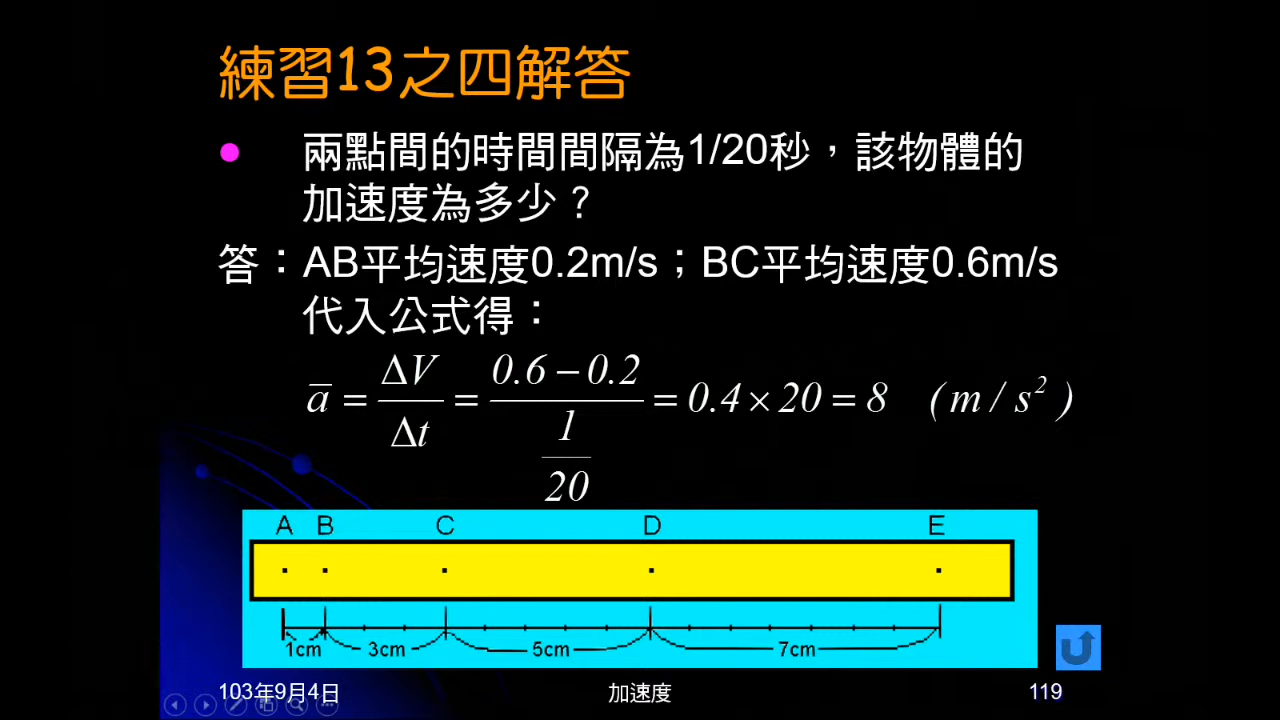 練習13之四解答
● 兩點間的時間間隔為1/20秒，該物體的
加速度為多少？
答：AB平均速度0.2m/s；BC平均速度0.6m/s
代入公式得：
a̅ = ΔV/Δt = (0.6－0.2)/(1/20) = 0.4×20 = 8 (m/s²)
A B C D E
1cm 3cm 5cm 7cm
103年9月4日 加速度 119